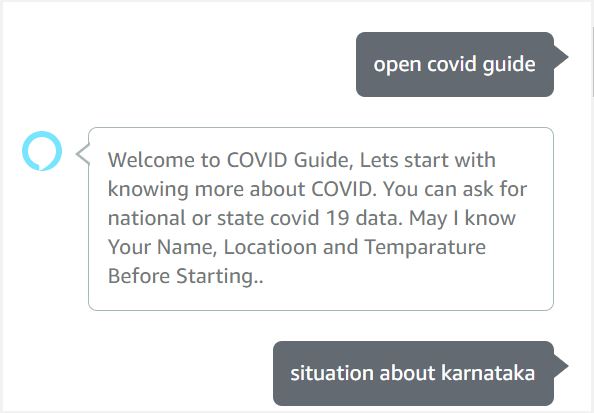 open covid guide
Welcome to COVID Guide, Lets start with
knowing more about COVID. You can ask for
national or state covid 19 data. May I know
Your Name, Locatioon and Temparature
Before Starting..
situation about karnataka